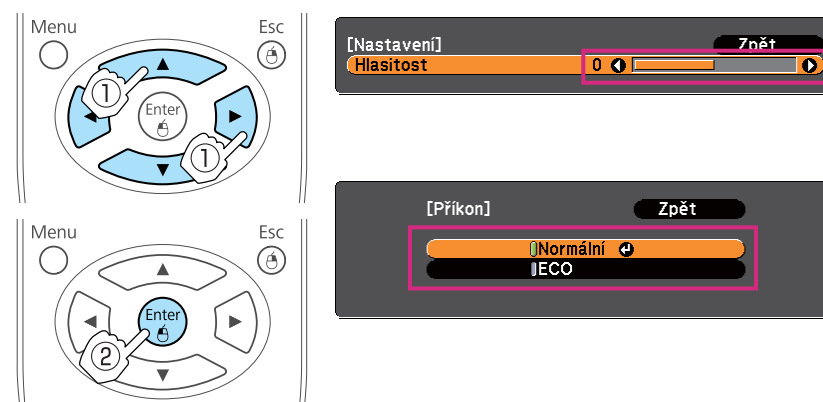 Menu
Esc
Enter
1
1
[Nastavení]
Zpět
Hlasitost
0
[Příkon]
Zpět
Normální
ECO
Menu
Esc
Enter
2